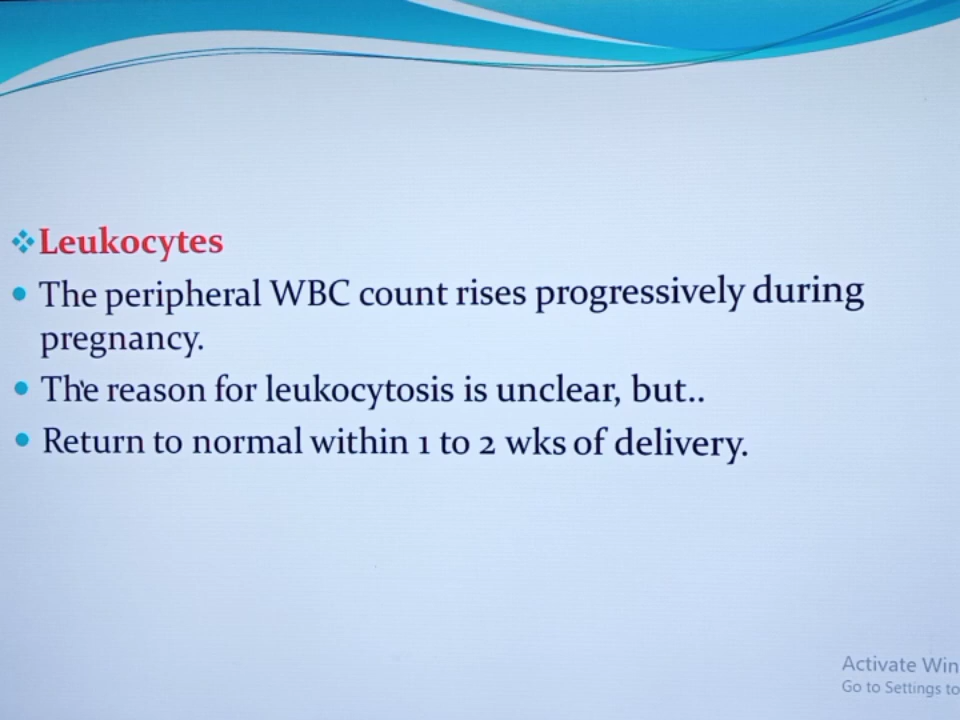 ❖Leukocytes
• The peripheral WBC count rises progressively during
pregnancy.
• The reason for leukocytosis is unclear, but..
• Return to normal within 1 to 2 wks of delivery.
Activate Win
Go to Settings to